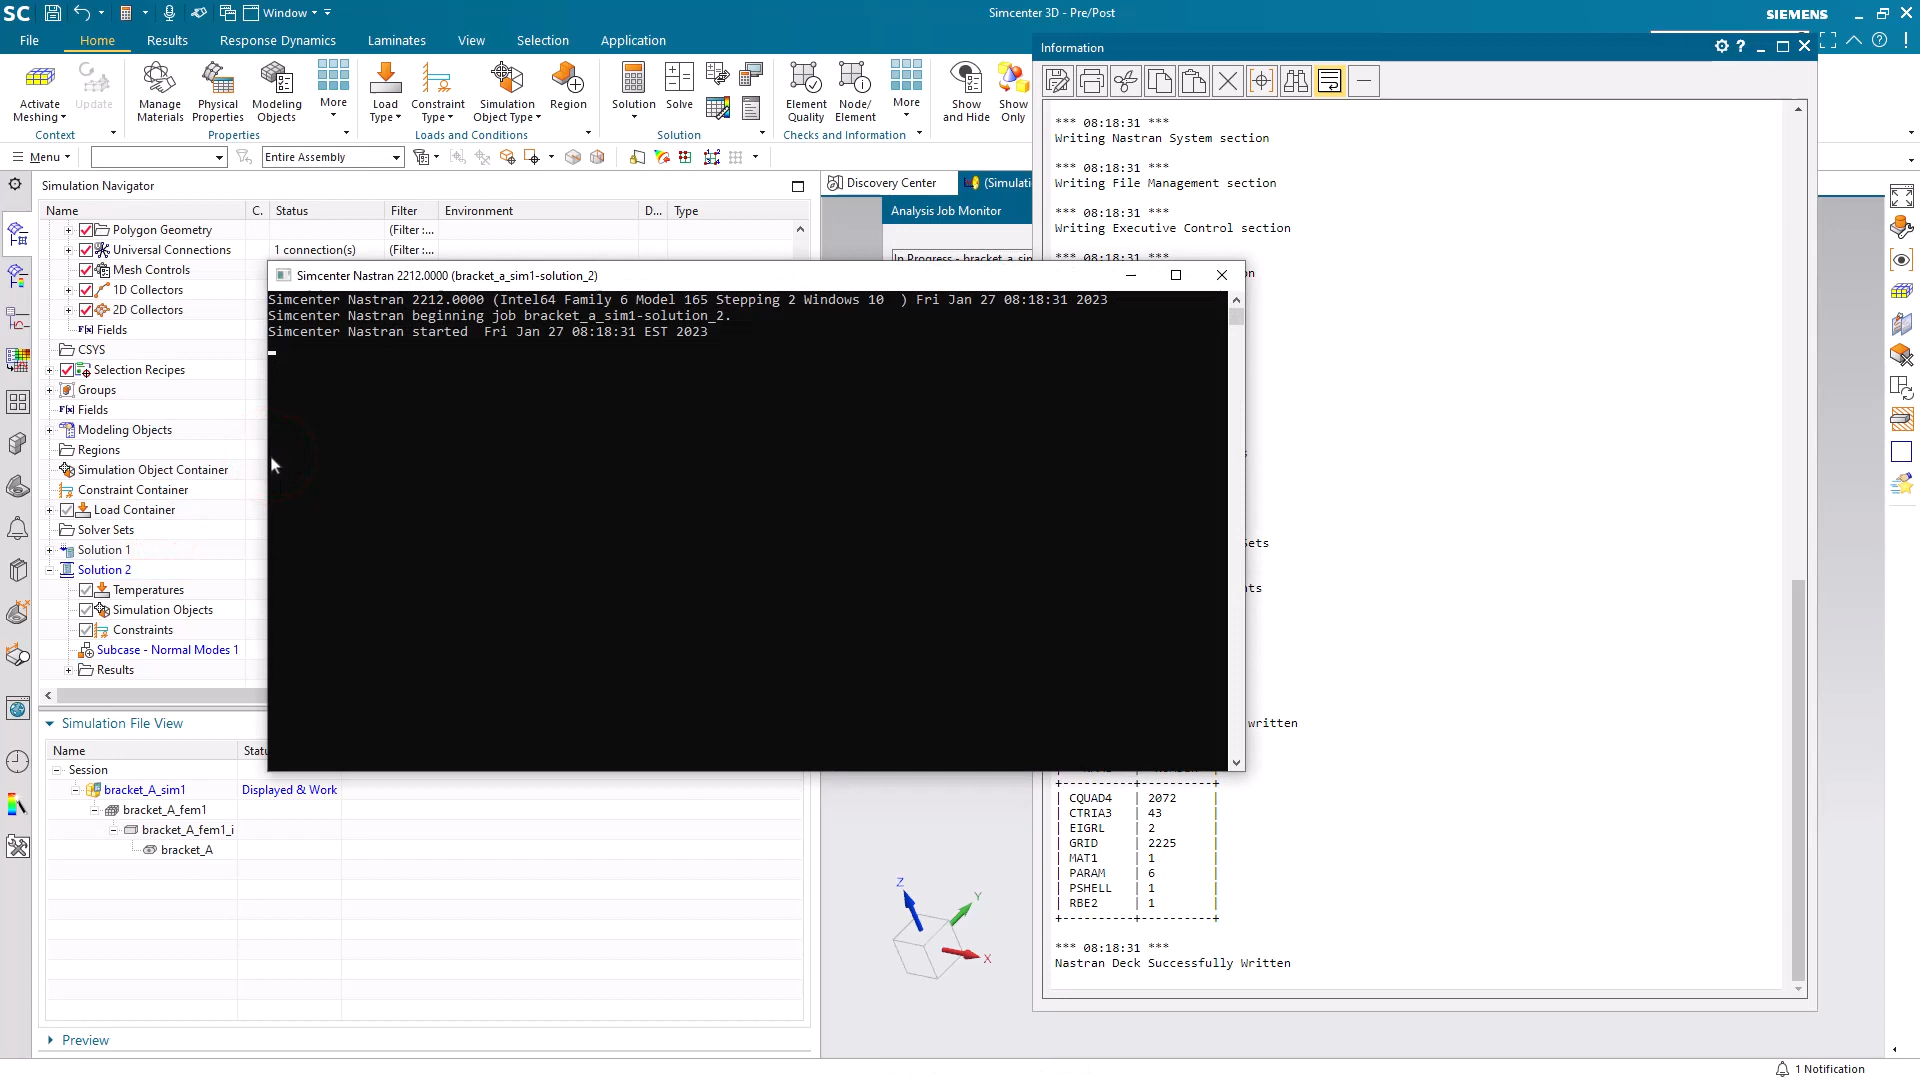 SC
Window
Simcenter 3D - Pre/Post
SIEMENS
File
Home
Results
Response Dynamics
Laminates
View
Selection
Application
Activate Meshing
Update
Manage Materials
Physical Properties
Modeling Objects
More
Load Type
Constraint Type
Simulation Object Type
Region
Solution
Solve
Element Quality
Node/ Element
More
Show and Hide
Show Only
Context
Properties
Loads and Conditions
Solution
Checks and Information
Menu
Entire Assembly
Simulation Navigator
Name C. Status Filter Environment D... Type
Polygon Geometry (Filter :...
Universal Connections 1 connection(s) (Filter :...
Mesh Controls
1D Collectors
2D Collectors
Fields
CSYS
Selection Recipes
Groups
Fields
Modeling Objects
Regions
Simulation Object Container
Constraint Container
Load Container
Solver Sets
Solution 1
Solution 2
Temperatures
Simulation Objects
Constraints
Subcase - Normal Modes 1
Results
Simulation File View
Name
Session
bracket_A_sim1 Displayed & Work
bracket_A_fem1
bracket_A_fem1_i
bracket_A
Preview
Discovery Center
(Simulati
Analysis Job Monitor
In Progress - bracket_a_sim
Simcenter Nastran 2212.0000 (bracket_a_sim1-solution_2)
Simcenter Nastran 2212.0000 (Intel64 Family 6 Model 165 Stepping 2 Windows 10  ) Fri Jan 27 08:18:31 2023
Simcenter Nastran beginning job bracket_a_sim1-solution_2.
Simcenter Nastran started  Fri Jan 27 08:18:31 EST 2023
Z
Y
X
Information
*** 08:18:31 ***
Writing Nastran System section
*** 08:18:31 ***
Writing File Management section
*** 08:18:31 ***
Writing Executive Control section
*** 08:18:31 ***
written
CQUAD4 | 2072
CTRIA3 | 43
EIGRL | 2
GRID | 2225
MAT1 | 1
PARAM | 6
PSHELL | 1
RBE2 | 1
*** 08:18:31 ***
Nastran Deck Successfully Written
1 Notification